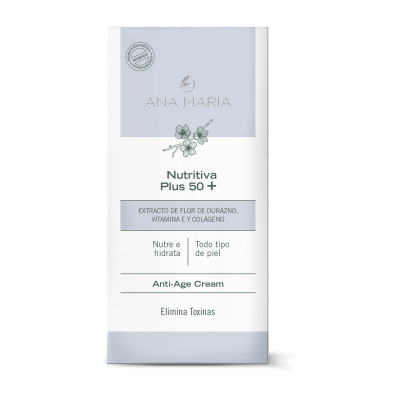 ANA MARÍA
Nutritiva
Plus 50 +
EXTRACTO DE FLOR DE DURAZNO,
VITAMINA E Y COLÁGENO
Nutre e
hidrata
Todo tipo
de piel
Anti-Age Cream
Elimina Toxinas